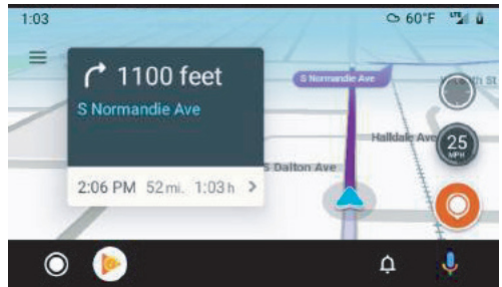 1:03
60°F LTE
1100 feet
S Normandie Ave
S Normandie Ave
Halldale Ave
25
MPH
S Dalton Ave
2:06 PM 52 mi. 1:03 h